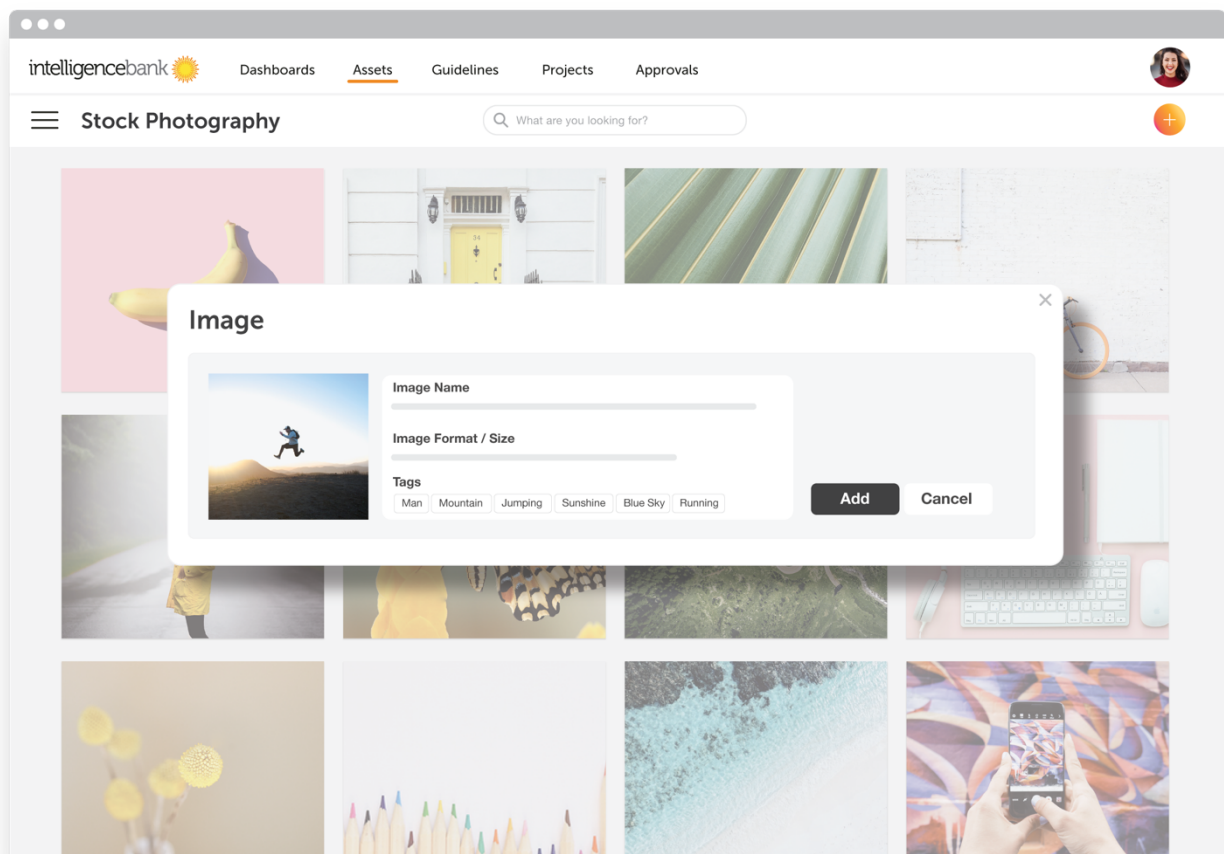 intelligencebank
Dashboards
Assets
Guidelines
Projects
Approvals
Stock Photography
What are you looking for?
34
Image
Image Name
Image Format / Size
Tags
Man
Mountain
Jumping
Sunshine
Blue Sky
Running
Add
Cancel